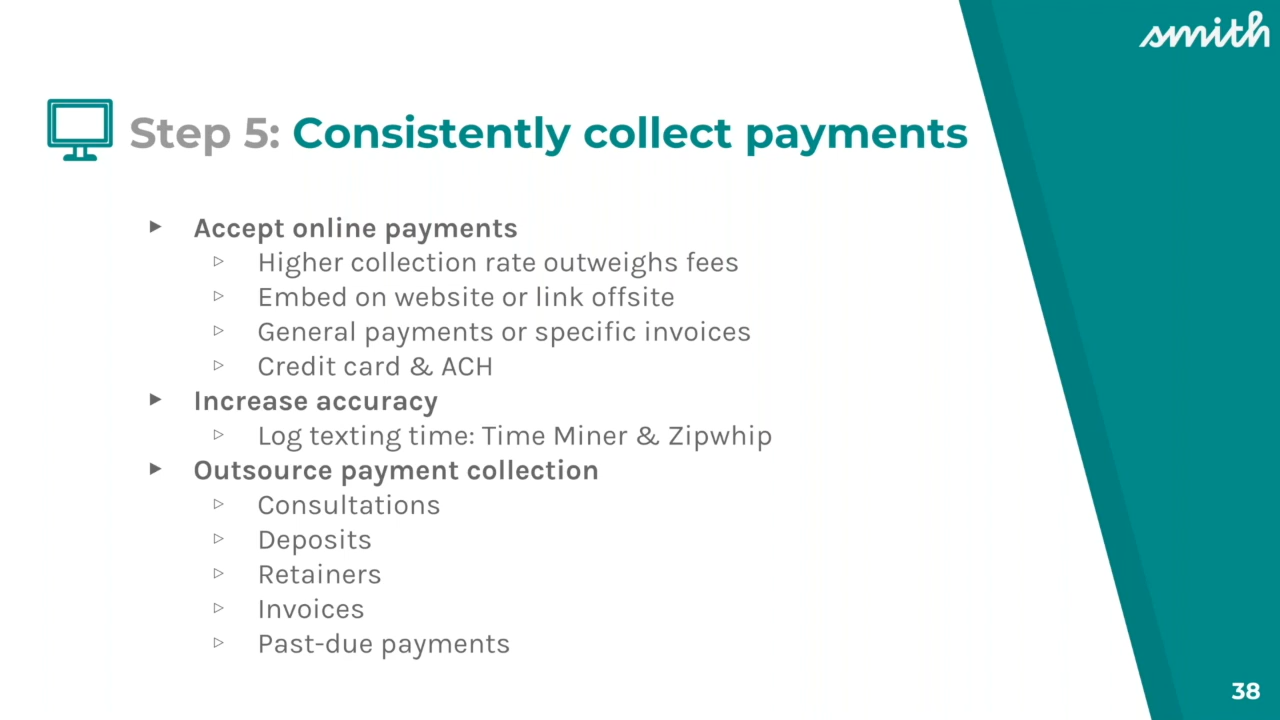 smith
Step 5: Consistently collect payments
Accept online payments
Higher collection rate outweighs fees
Embed on website or link offsite
General payments or specific invoices
Credit card & ACH
Increase accuracy
Log texting time: Time Miner & Zipwhip
Outsource payment collection
Consultations
Deposits
Retainers
Invoices
Past-due payments
38